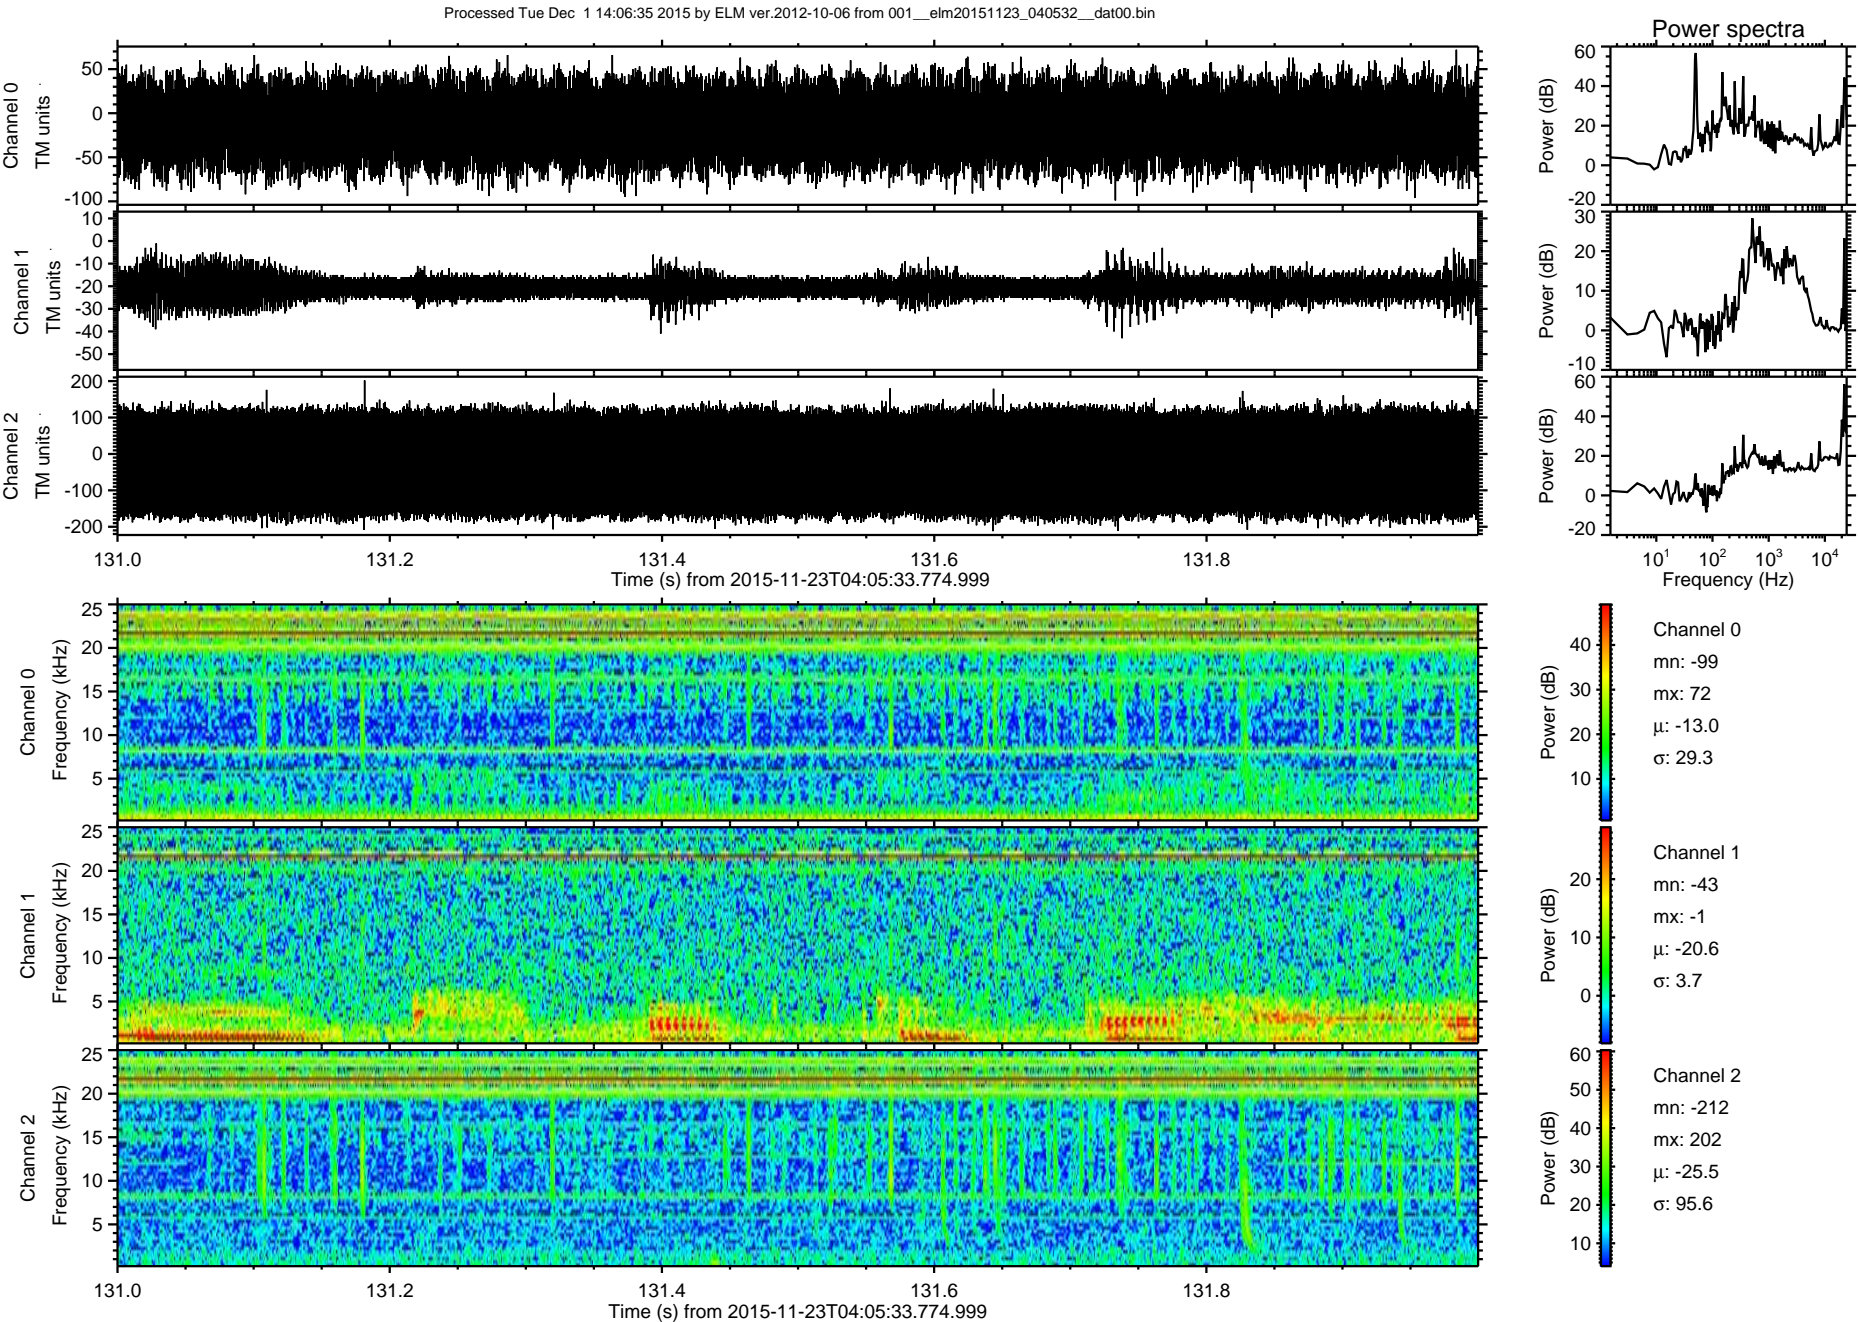 Processed Tue Dec  1 14:06:35 2015 by ELM ver.2012-10-06 from 001__elm20151123_040532__dat00.bin
Power spectra
Channel 0
TM units
50
0
-50
-100
Power (dB)
60
40
20
0
-20
Channel 1
TM units
10
0
-10
-20
-30
-40
-50
Power (dB)
30
20
10
0
-10
Channel 2
TM units
200
100
0
-100
-200
Power (dB)
60
40
20
0
-20
131.0 131.2 131.4 131.6 131.8
Time (s) from 2015-11-23T04:05:33.774.999
10^1 10^2 10^3 10^4
Frequency (Hz)
Channel 0
Frequency (kHz)
25
20
15
10
5
Power (dB)
40
30
20
10
Channel 0
mn: -99
mx: 72
μ: -13.0
σ: 29.3
Channel 1
Frequency (kHz)
25
20
15
10
5
Power (dB)
20
10
0
Channel 1
mn: -43
mx: -1
μ: -20.6
σ: 3.7
Channel 2
Frequency (kHz)
25
20
15
10
5
Power (dB)
60
50
40
30
20
10
Channel 2
mn: -212
mx: 202
μ: -25.5
σ: 95.6
131.0 131.2 131.4 131.6 131.8
Time (s) from 2015-11-23T04:05:33.774.999